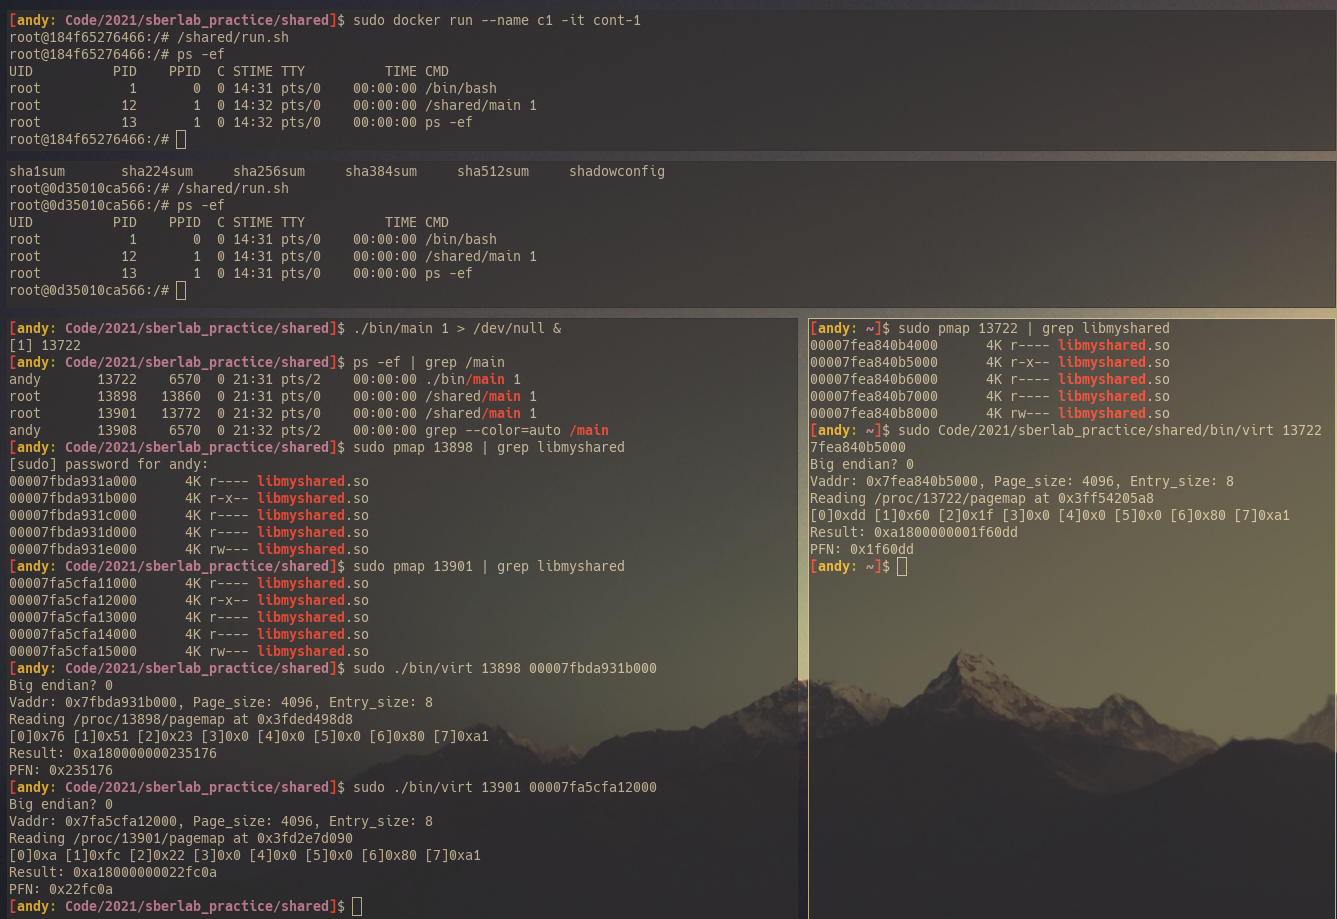 [andy: Code/2021/sberlab_practice/shared]$ sudo docker run --name c1 -it cont-1
root@184f65276466:/# /shared/run.sh
root@184f65276466:/# ps -ef
UID          PID    PPID  C STIME TTY          TIME CMD
root           1       0  0 14:31 pts/0    00:00:00 /bin/bash
root          12       1  0 14:32 pts/0    00:00:00 /shared/main 1
root          13       1  0 14:32 pts/0    00:00:00 ps -ef
root@184f65276466:/#
sha1sum       sha224sum     sha256sum     sha384sum     sha512sum     shadowconfig
root@0d35010ca566:/# /shared/run.sh
root@0d35010ca566:/# ps -ef
UID          PID    PPID  C STIME TTY          TIME CMD
root           1       0  0 14:31 pts/0    00:00:00 /bin/bash
root          12       1  0 14:31 pts/0    00:00:00 /shared/main 1
root          13       1  0 14:31 pts/0    00:00:00 ps -ef
root@0d35010ca566:/#
[andy: Code/2021/sberlab_practice/shared]$ ./bin/main 1 > /dev/null &
[1] 13722
[andy: Code/2021/sberlab_practice/shared]$ ps -ef | grep /main
andy       13722    6570  0 21:31 pts/2    00:00:00 ./bin/main 1
root       13898   13860  0 21:31 pts/0    00:00:00 /shared/main 1
root       13901   13772  0 21:32 pts/0    00:00:00 /shared/main 1
andy       13908    6570  0 21:32 pts/2    00:00:00 grep --color=auto /main
[andy: Code/2021/sberlab_practice/shared]$ sudo pmap 13898 | grep libmyshared
[sudo] password for andy:
00007fbda931a000      4K r---- libmyshared.so
00007fbda931b000      4K r-x-- libmyshared.so
00007fbda931c000      4K r---- libmyshared.so
00007fbda931d000      4K r---- libmyshared.so
00007fbda931e000      4K rw--- libmyshared.so
[andy: Code/2021/sberlab_practice/shared]$ sudo pmap 13901 | grep libmyshared
00007fa5cfa11000      4K r---- libmyshared.so
00007fa5cfa12000      4K r-x-- libmyshared.so
00007fa5cfa13000      4K r---- libmyshared.so
00007fa5cfa14000      4K r---- libmyshared.so
00007fa5cfa15000      4K rw--- libmyshared.so
[andy: Code/2021/sberlab_practice/shared]$ sudo ./bin/virt 13898 00007fbda931b000
Big endian? 0
Vaddr: 0x7fbda931b000, Page_size: 4096, Entry_size: 8
Reading /proc/13898/pagemap at 0x3fded498d8
[0]0x76 [1]0x51 [2]0x23 [3]0x0 [4]0x0 [5]0x0 [6]0x80 [7]0xa1
Result: 0xa180000000235176
PFN: 0x235176
[andy: Code/2021/sberlab_practice/shared]$ sudo ./bin/virt 13901 00007fa5cfa12000
Big endian? 0
Vaddr: 0x7fa5cfa12000, Page_size: 4096, Entry_size: 8
Reading /proc/13901/pagemap at 0x3fd2e7d090
[0]0xa [1]0xfc [2]0x22 [3]0x0 [4]0x0 [5]0x0 [6]0x80 [7]0xa1
Result: 0xa18000000022fc0a
PFN: 0x22fc0a
[andy: Code/2021/sberlab_practice/shared]$
[andy: ~]$ sudo pmap 13722 | grep libmyshared
00007fea840b4000      4K r---- libmyshared.so
00007fea840b5000      4K r-x-- libmyshared.so
00007fea840b6000      4K r---- libmyshared.so
00007fea840b7000      4K r---- libmyshared.so
00007fea840b8000      4K rw--- libmyshared.so
[andy: ~]$ sudo Code/2021/sberlab_practice/shared/bin/virt 13722
7fea840b5000
Big endian? 0
Vaddr: 0x7fea840b5000, Page_size: 4096, Entry_size: 8
Reading /proc/13722/pagemap at 0x3ff54205a8
[0]0xdd [1]0x60 [2]0x1f [3]0x0 [4]0x0 [5]0x0 [6]0x80 [7]0xa1
Result: 0xa1800000001f60dd
PFN: 0x1f60dd
[andy: ~]$